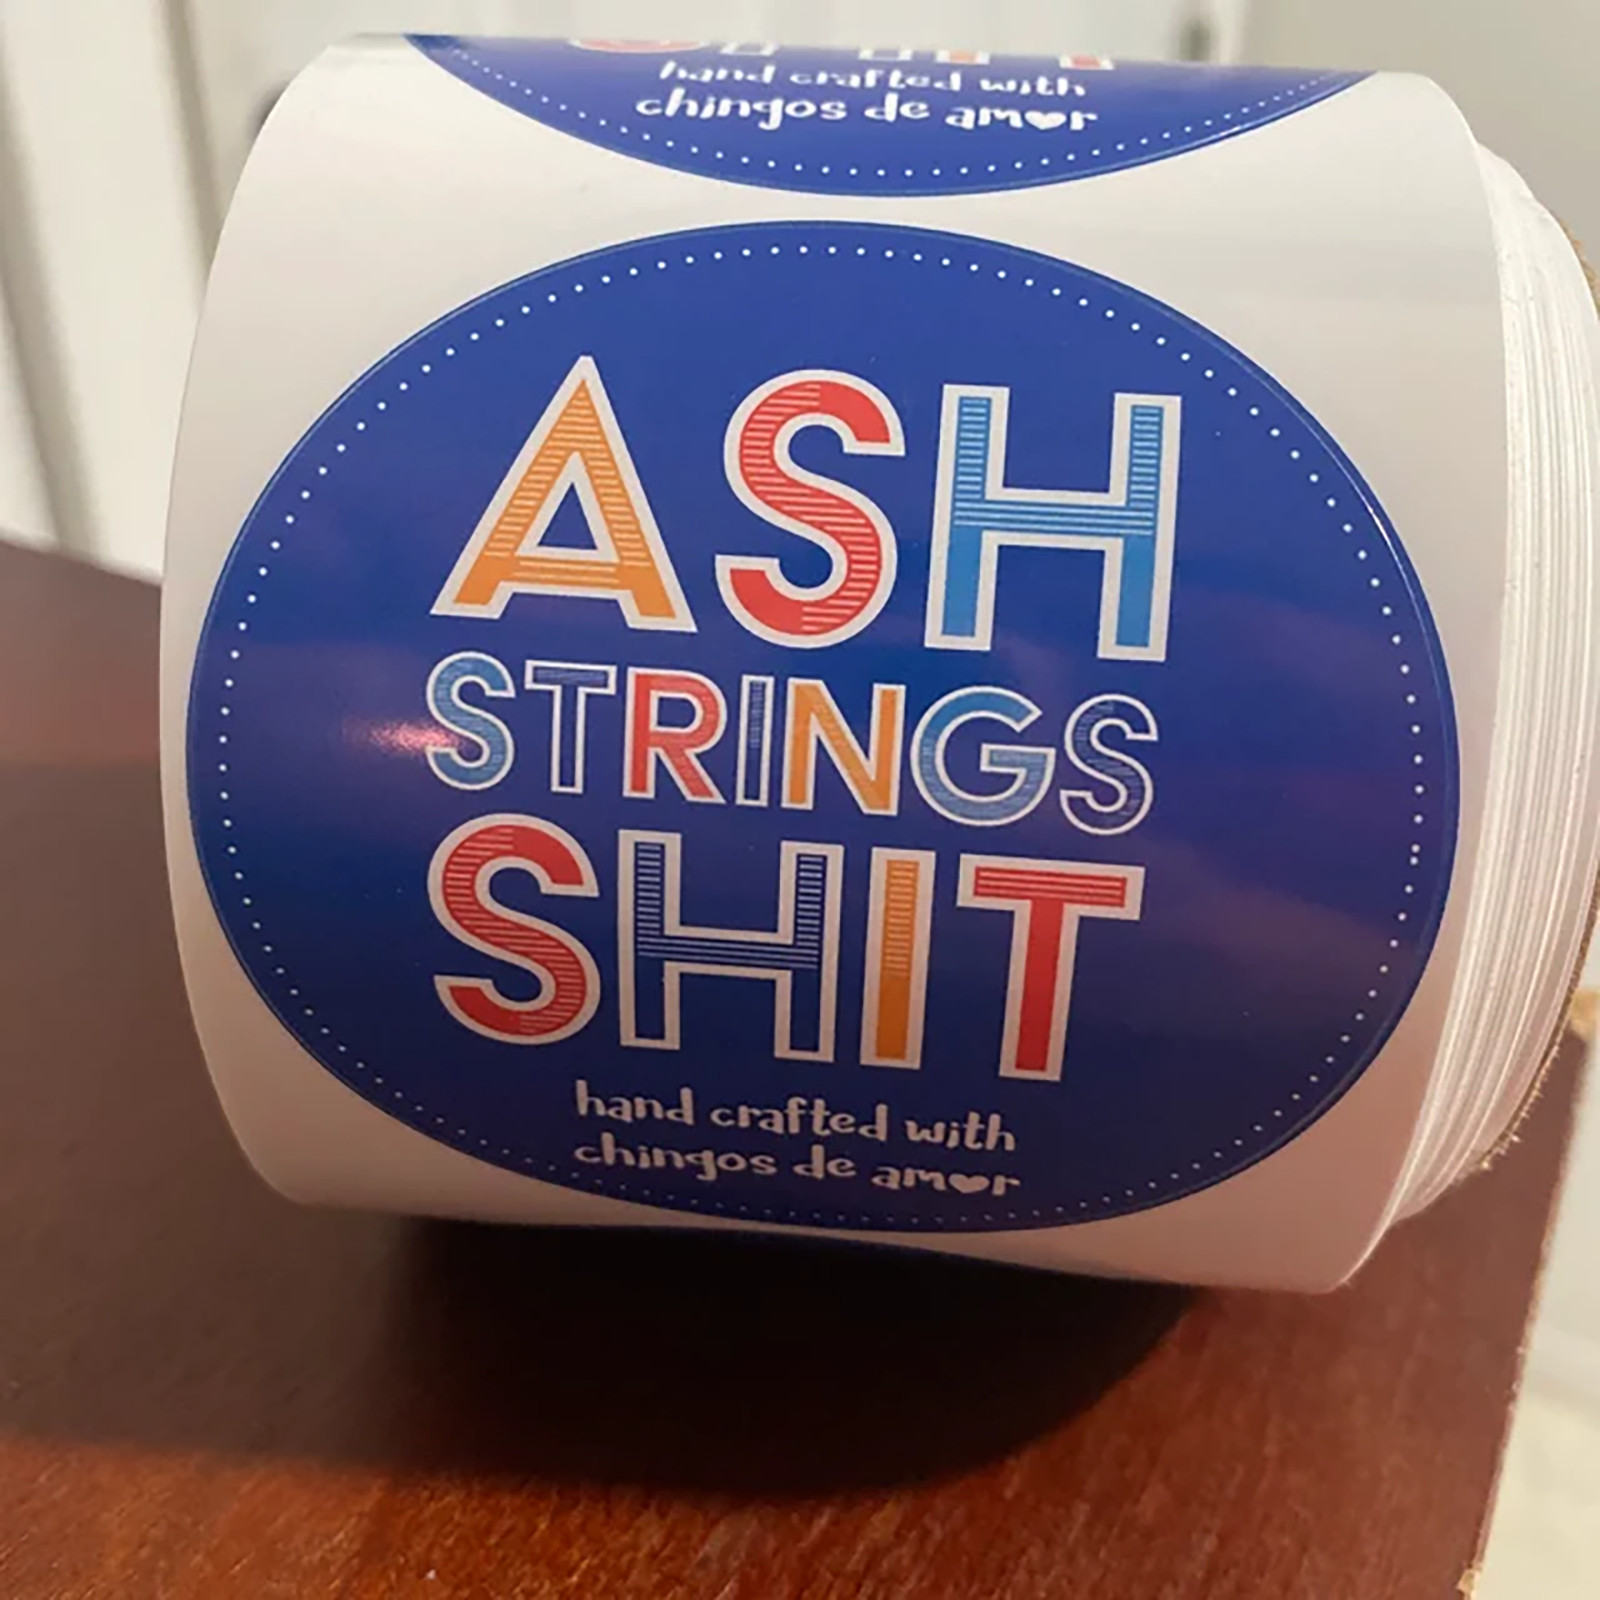 hand crafted with
chingos de amor
ASH
STRINGS
SHIT
hand crafted with
chingos de amor